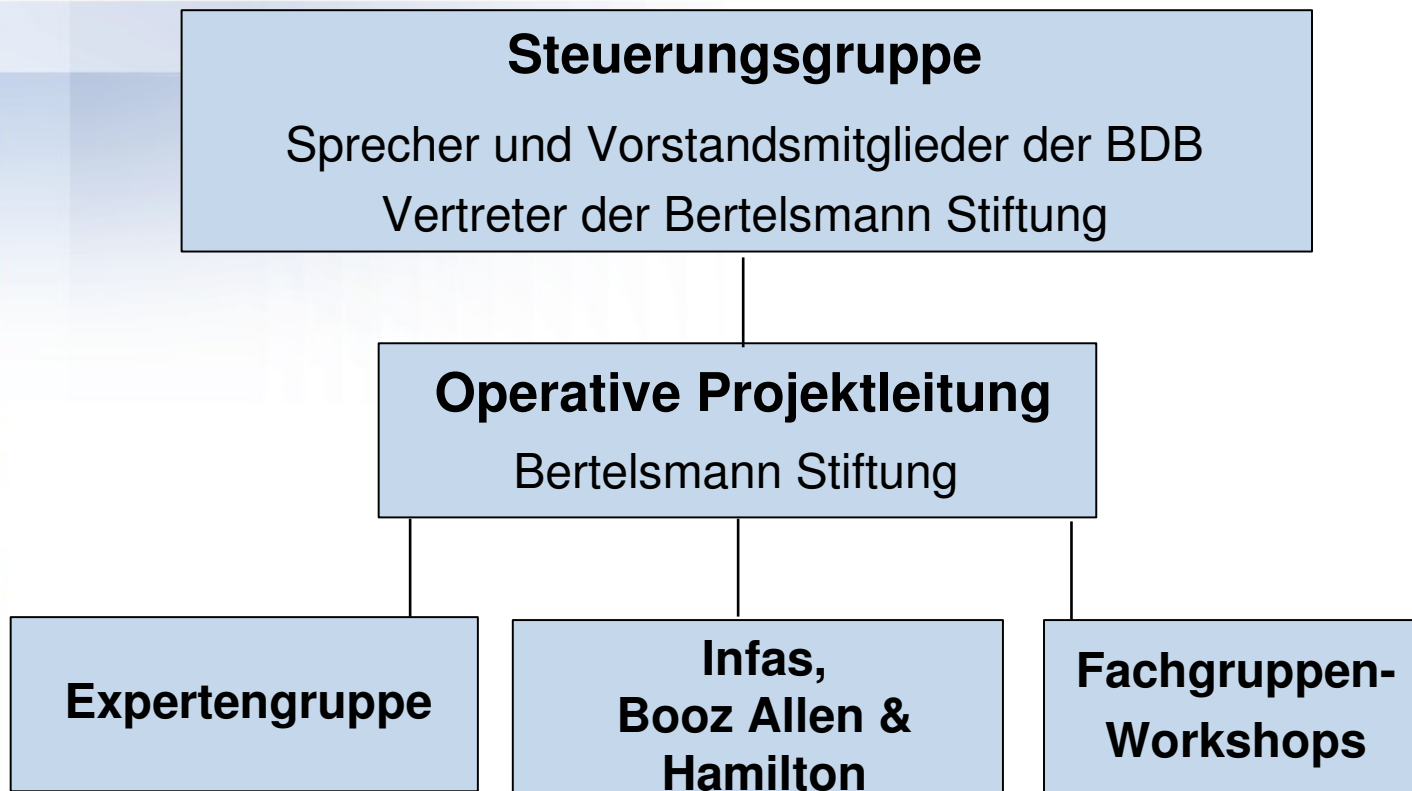 Steuerungsgruppe
Sprecher und Vorstandsmitglieder der BDB
Vertreter der Bertelsmann Stiftung
Operative Projektleitung
Bertelsmann Stiftung
Expertengruppe
Infas,
Booz Allen &
Hamilton
Fachgruppen-
Workshops